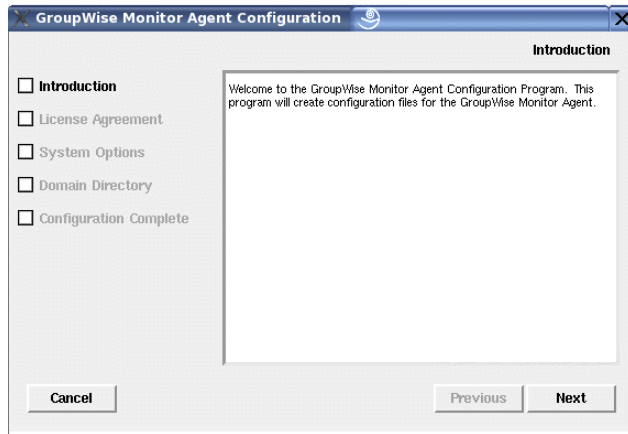 GroupWise Monitor Agent Configuration
Introduction
Introduction
License Agreement
System Options
Domain Directory
Configuration Complete
Welcome to the GroupWise Monitor Agent Configuration Program. This
program will create configuration files for the GroupWise Monitor Agent.
Cancel
Previous
Next